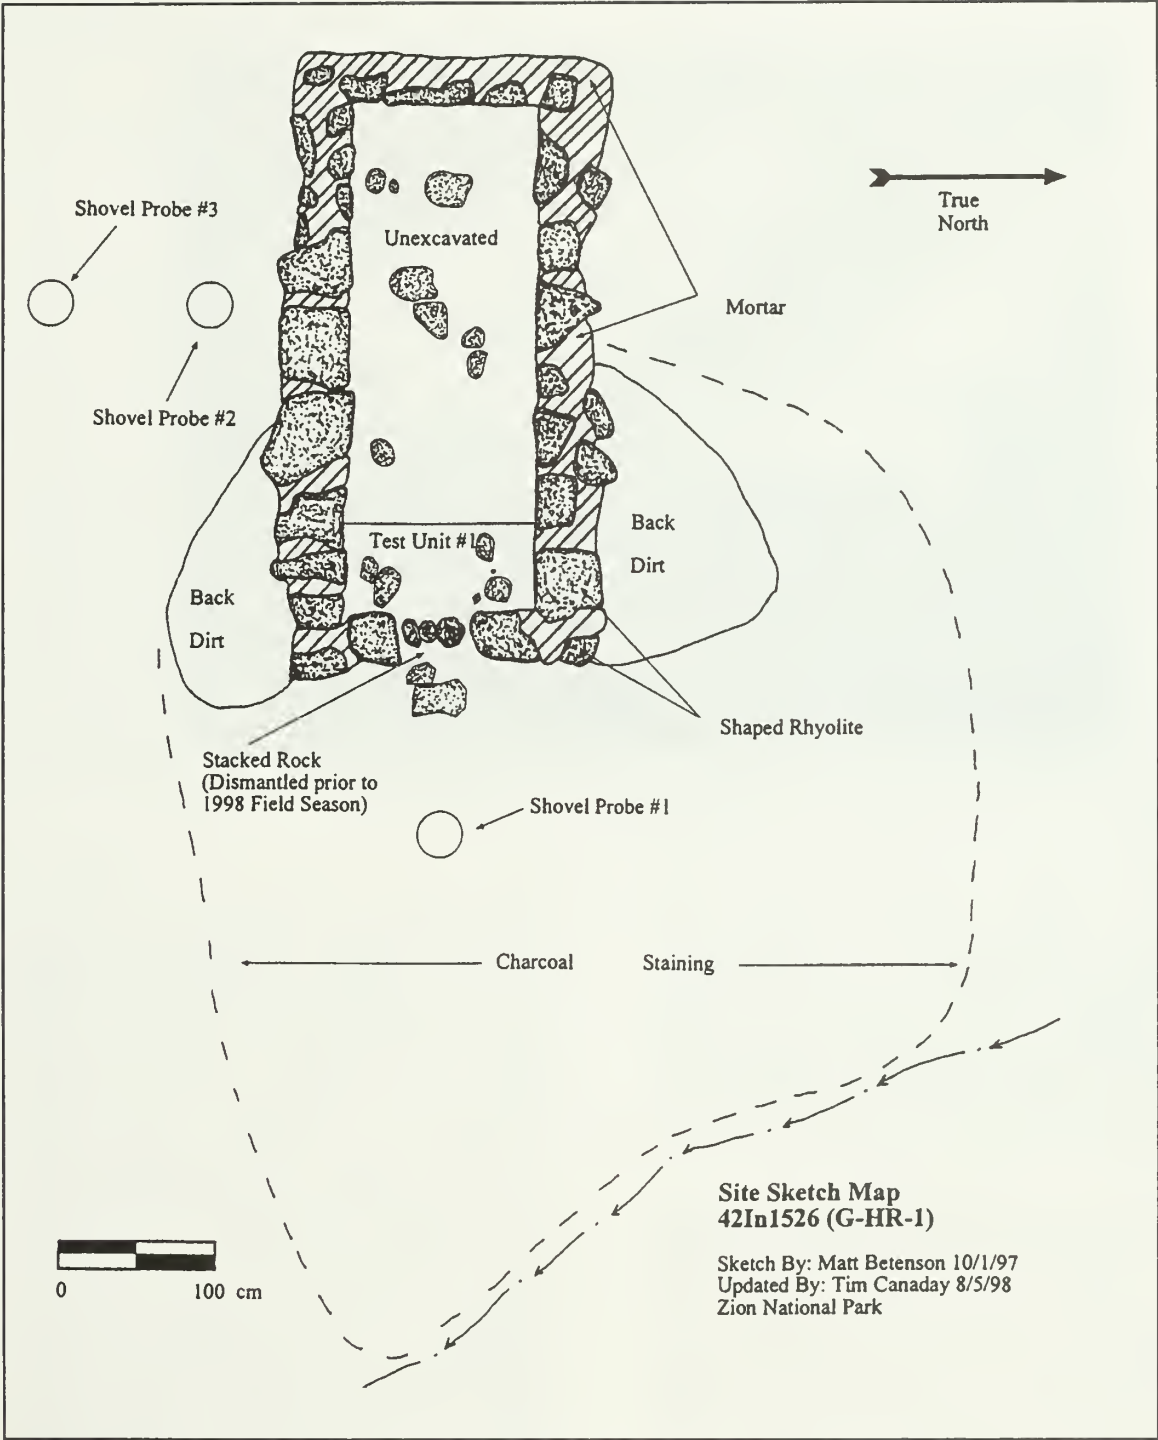 True
North
Shovel Probe #3
Unexcavated
Mortar
Shovel Probe #2
Back
Dirt
Test Unit #1
Back
Dirt
Shaped Rhyolite
Stacked Rock
(Dismantled prior to
1998 Field Season)
Shovel Probe #1
Charcoal Staining
Site Sketch Map
42In1526 (G-HR-1)
Sketch By: Matt Betenson 10/1/97
Updated By: Tim Canaday 8/5/98
Zion National Park
0 100 cm